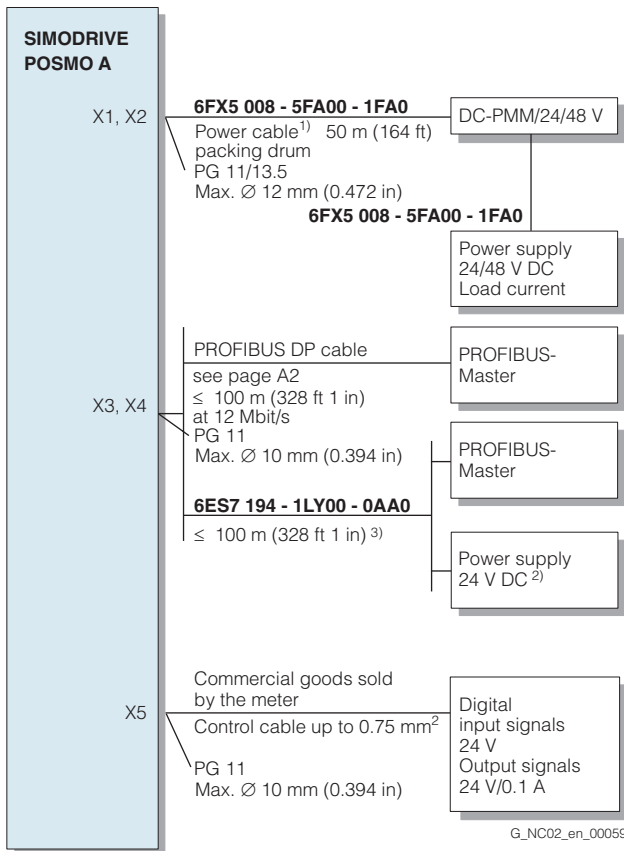 SIMODRIVE
POSMO A
X1, X2
6FX5 008 - 5FA00 - 1FA0
Power cable1) 50 m (164 ft)
packing drum
PG 11/13.5
Max. Ø 12 mm (0.472 in)
DC-PMM/24/48 V
6FX5 008 - 5FA00 - 1FA0
Power supply
24/48 V DC
Load current
X3, X4
PROFIBUS DP cable
see page A2
≤ 100 m (328 ft 1 in)
at 12 Mbit/s
PG 11
Max. Ø 10 mm (0.394 in)
PROFIBUS-
Master
6ES7 194 - 1LY00 - 0AA0
≤ 100 m (328 ft 1 in) 3)
PROFIBUS-
Master
Power supply
24 V DC 2)
X5
Commercial goods sold
by the meter
Control cable up to 0.75 mm2
PG 11
Max. Ø 10 mm (0.394 in)
Digital
input signals
24 V
Output signals
24 V/0.1 A
G_NC02_en_00059